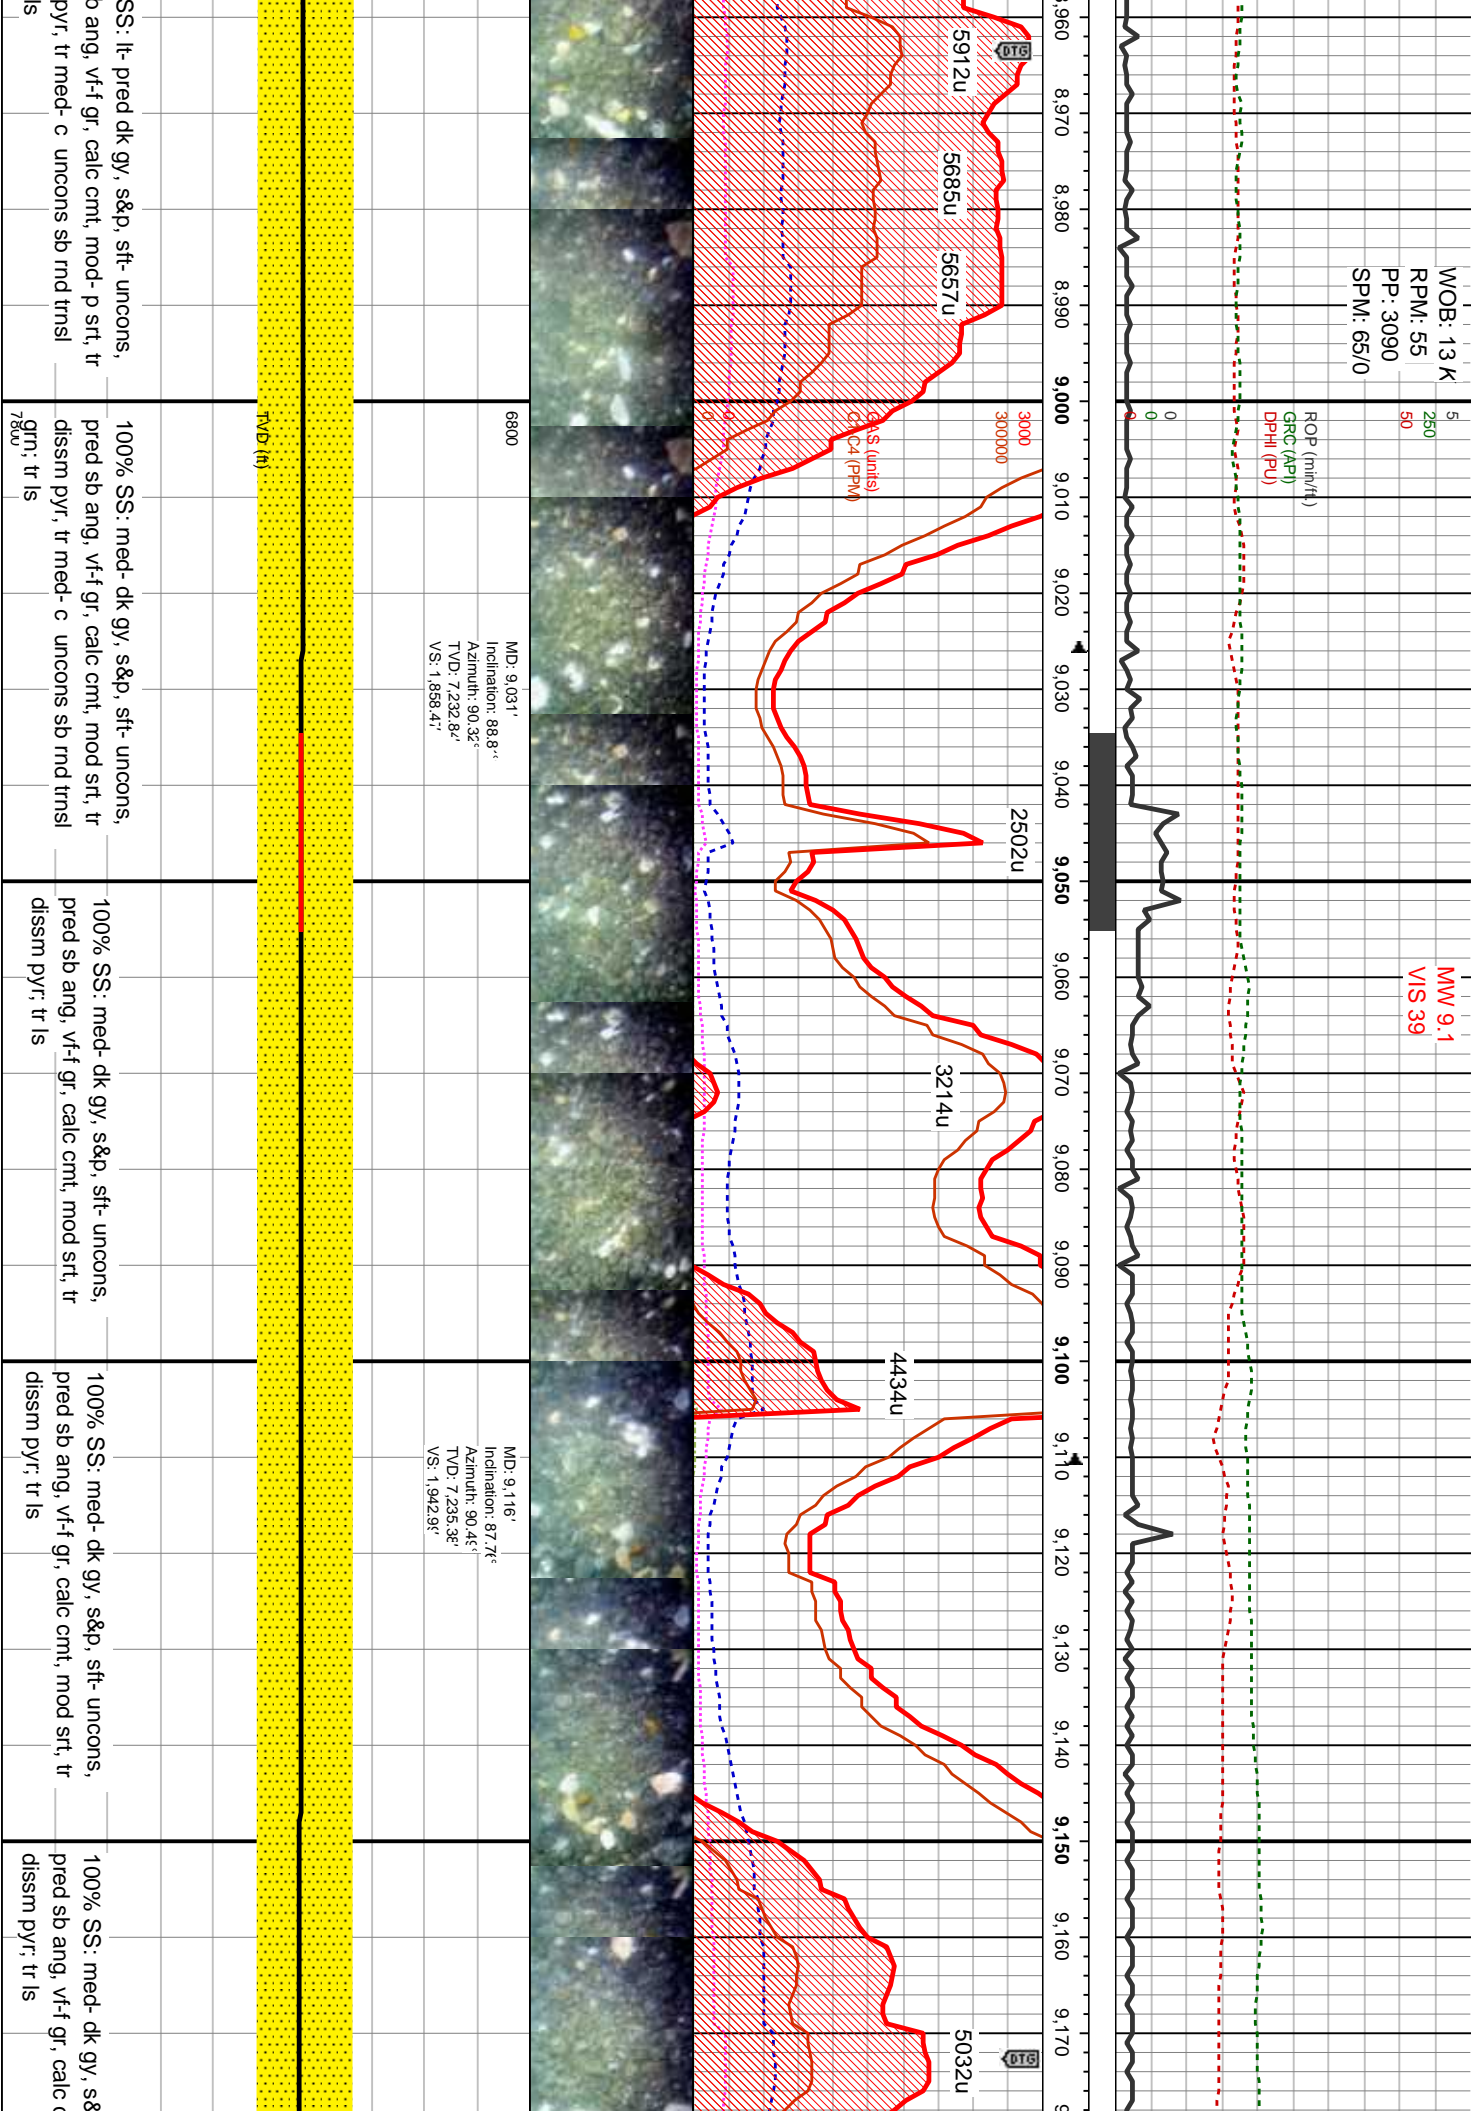 WOB: 13 K
RPM: 55
PP: 3090
SPM: 65/0
5
250
50
ROP (min/ft.)
GRC (API)
DPHI (PU)
0
0
0
MW 9.1
VIS 39
8,970
8,980
8,990
9,000
9,010
9,020
9,030
9,040
9,050
9,060
9,070
9,080
9,090
9,100
9,110
9,120
9,130
9,140
9,150
9,160
9,170
DTG
5912u
5685u
5657u
3000
300000
GAS (units)
2502u
3214u
4434u
5032u
DTG
6800
TVD (ft)
MD: 9,031'
Inclination: 88.8
Azimuth: 90.32°
TVD: 7,232.8
VS: 1,858.47'
MD: 9,116'
Inclination: 87.7
Azimuth: 90.4
TVD: 7,235.3
VS: 1,942.9
SS: lt- pred dk gy, s&p, sft- uncons,
b ang, vf-f gr, calc cmt, mod- p srt, tr
pyr, tr med- c uncons sb rnd trnsl
ls
100% SS: med- dk gy, s&p, sft- uncons,
pred sb ang, vf-f gr, calc cmt, mod srt, tr
dissm pyr, tr med- c uncons sb rnd trnsl
grn; tr ls
100% SS: med- dk gy, s&p, sft- uncons,
pred sb ang, vf-f gr, calc cmt, mod srt, tr
dissm pyr; tr ls
100% SS: med- dk gy, s&p, sft- uncons,
pred sb ang, vf-f gr, calc cmt, mod srt, tr
dissm pyr; tr ls
100% SS: med- dk gy, s&
pred sb ang, vf-f gr, calc c
dissm pyr; tr ls